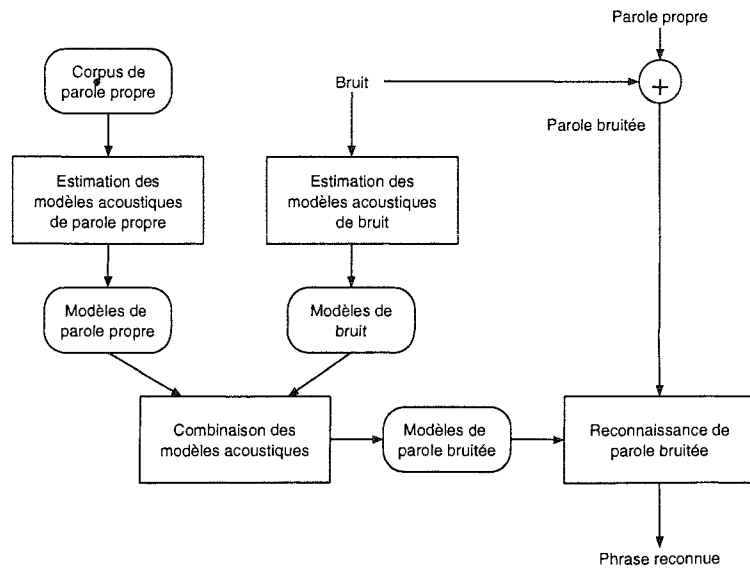 Parole propre
Corpus de
parole propre
Bruit
+
Parole bruitée
Estimation des
modèles acoustiques
de parole propre
Estimation des
modèles acoustiques
de bruit
Modèles de
parole propre
Modèles de
bruit
Combinaison des
modèles acoustiques
Modèles de
parole bruitée
Reconnaissance de
parole bruitée
Phrase reconnue